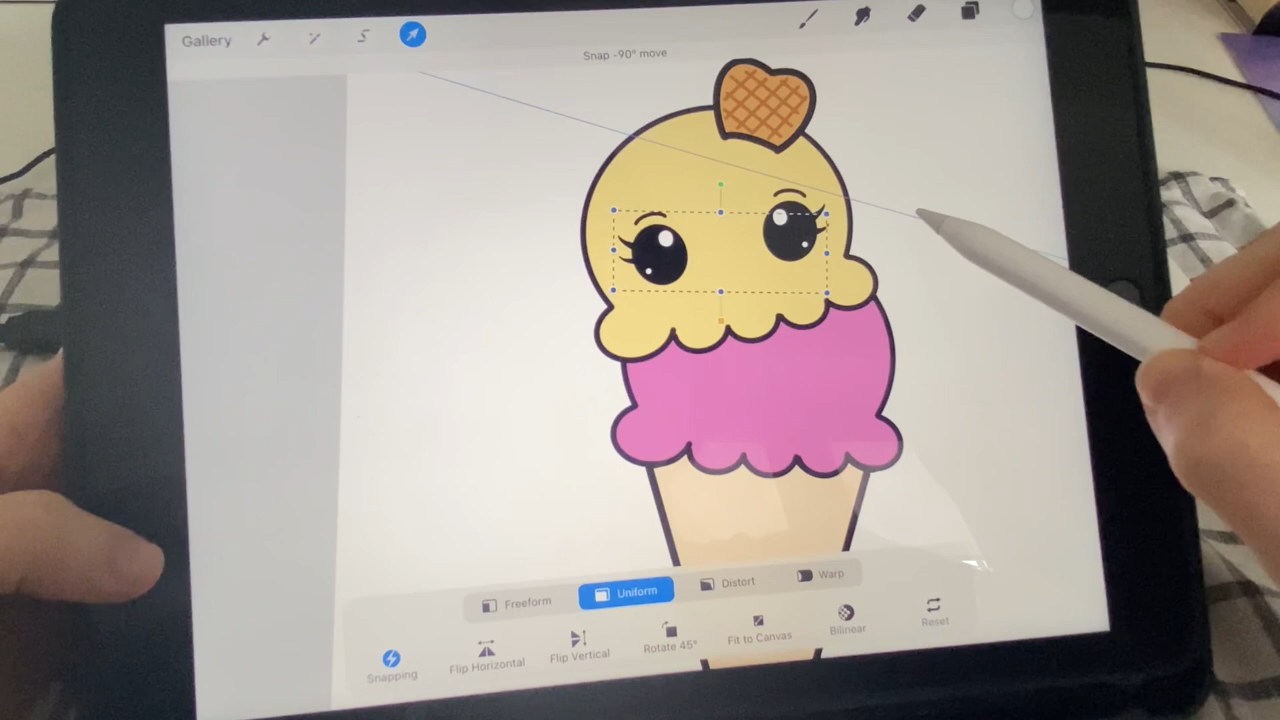 Gallery
Snap -90° move
Freeform
Uniform
Distort
Warp
Snapping
Flip Horizontal
Flip Vertical
Rotate 45°
Fit to Canvas
Bilinear
Reset